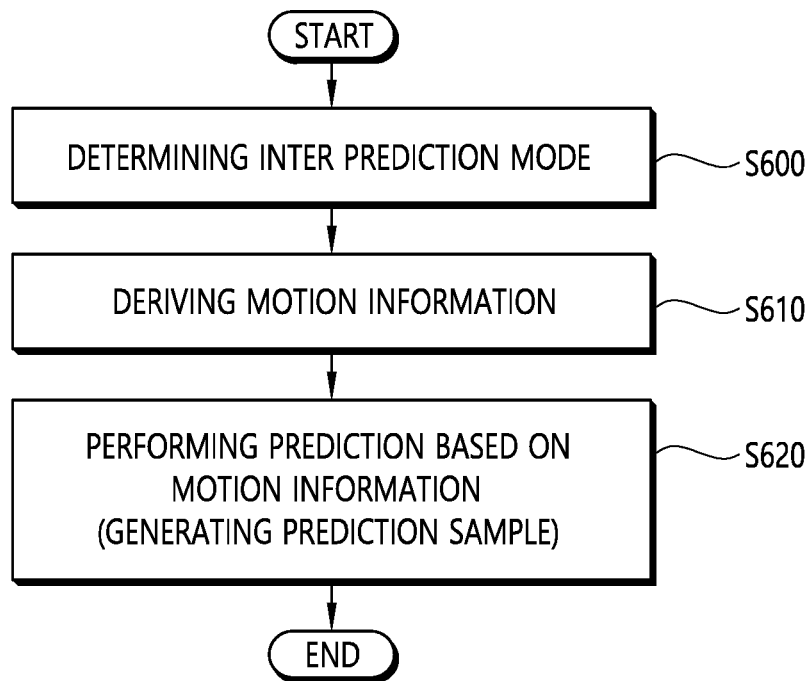 START
DETERMINING INTER PREDICTION MODE
S600
DERIVING MOTION INFORMATION
S610
PERFORMING PREDICTION BASED ON
MOTION INFORMATION
(GENERATING PREDICTION SAMPLE)
S620
END